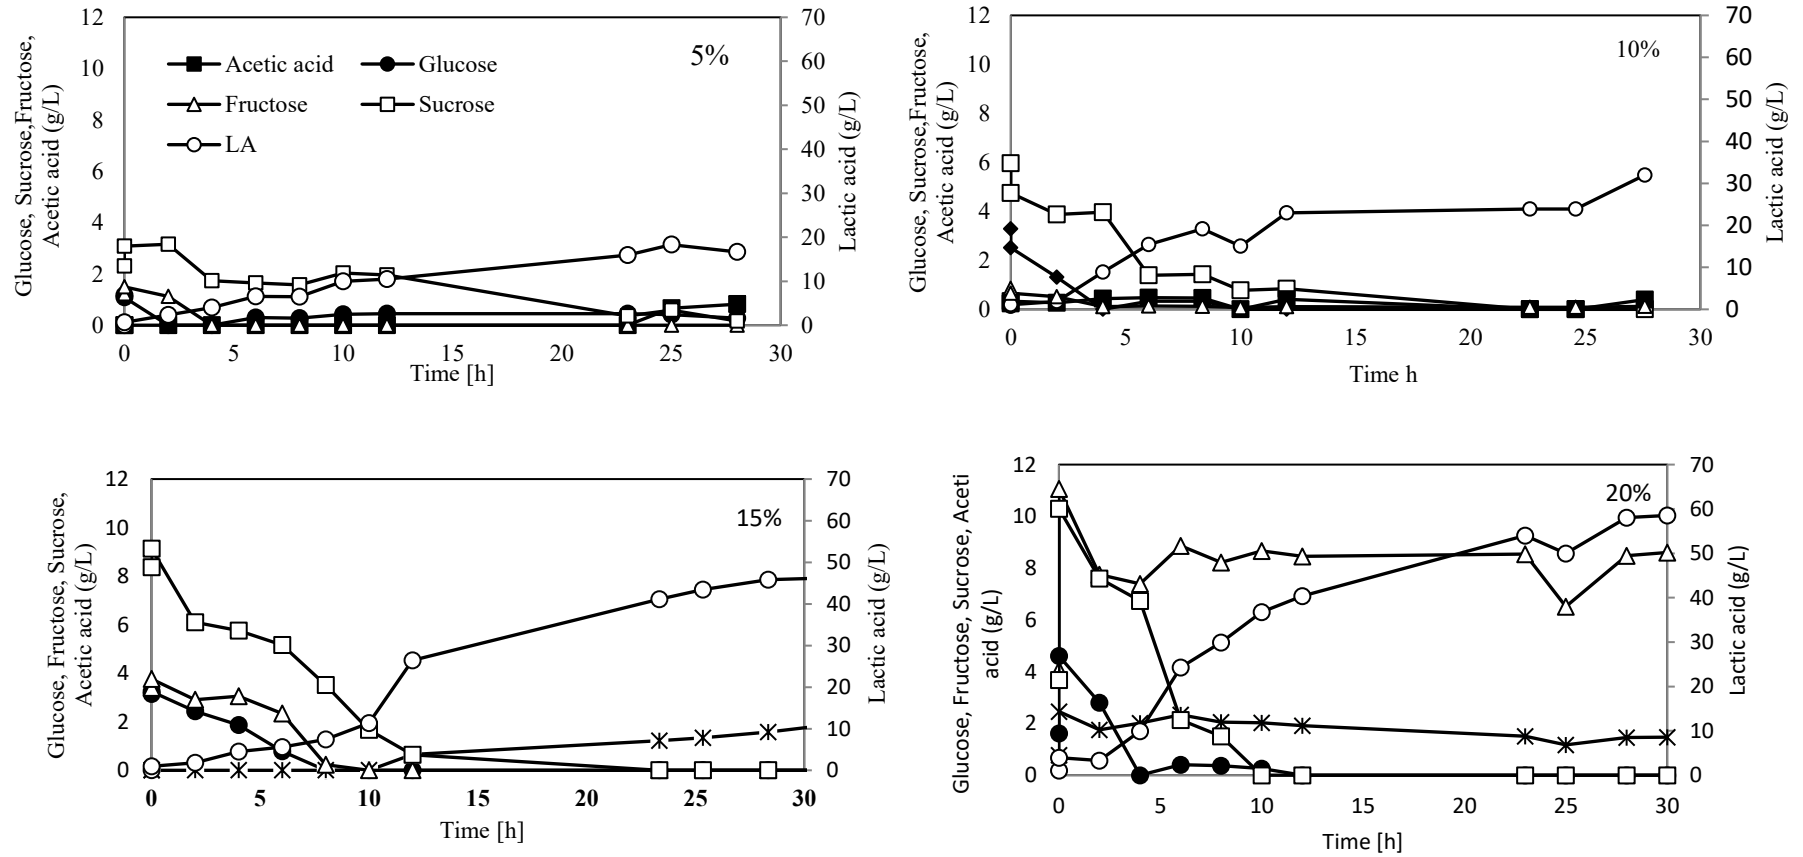 12
10
8
6
4
2
0
Glucose, Sucrose,Fructose,
Acetic acid (g/L)
5%
Acetic acid
Glucose
Fructose
Sucrose
LA
70
60
50
40
30
20
10
0
Lactic acid (g/L)
0 5 10 15 20 25 30
Time [h]
12
10
8
6
4
2
0
Glucose, Sucrose,Fructose,
Acetic acid (g/L)
10%
70
60
50
40
30
20
10
0
Lactic acid (g/L)
0 5 10 15 20 25 30
Time h
12
10
8
6
4
2
0
Glucose, Fructose, Sucrose,
Acetic acid (g/L)
15%
70
60
50
40
30
20
10
0
Lactic acid (g/L)
0 5 10 15 20 25 30
Time [h]
12
10
8
6
4
2
0
Glucose, Fructose, Sucrose, Aceti
acid (g/L)
20%
70
60
50
40
30
20
10
0
Lactic acid (g/L)
0 5 10 15 20 25 30
Time [h]